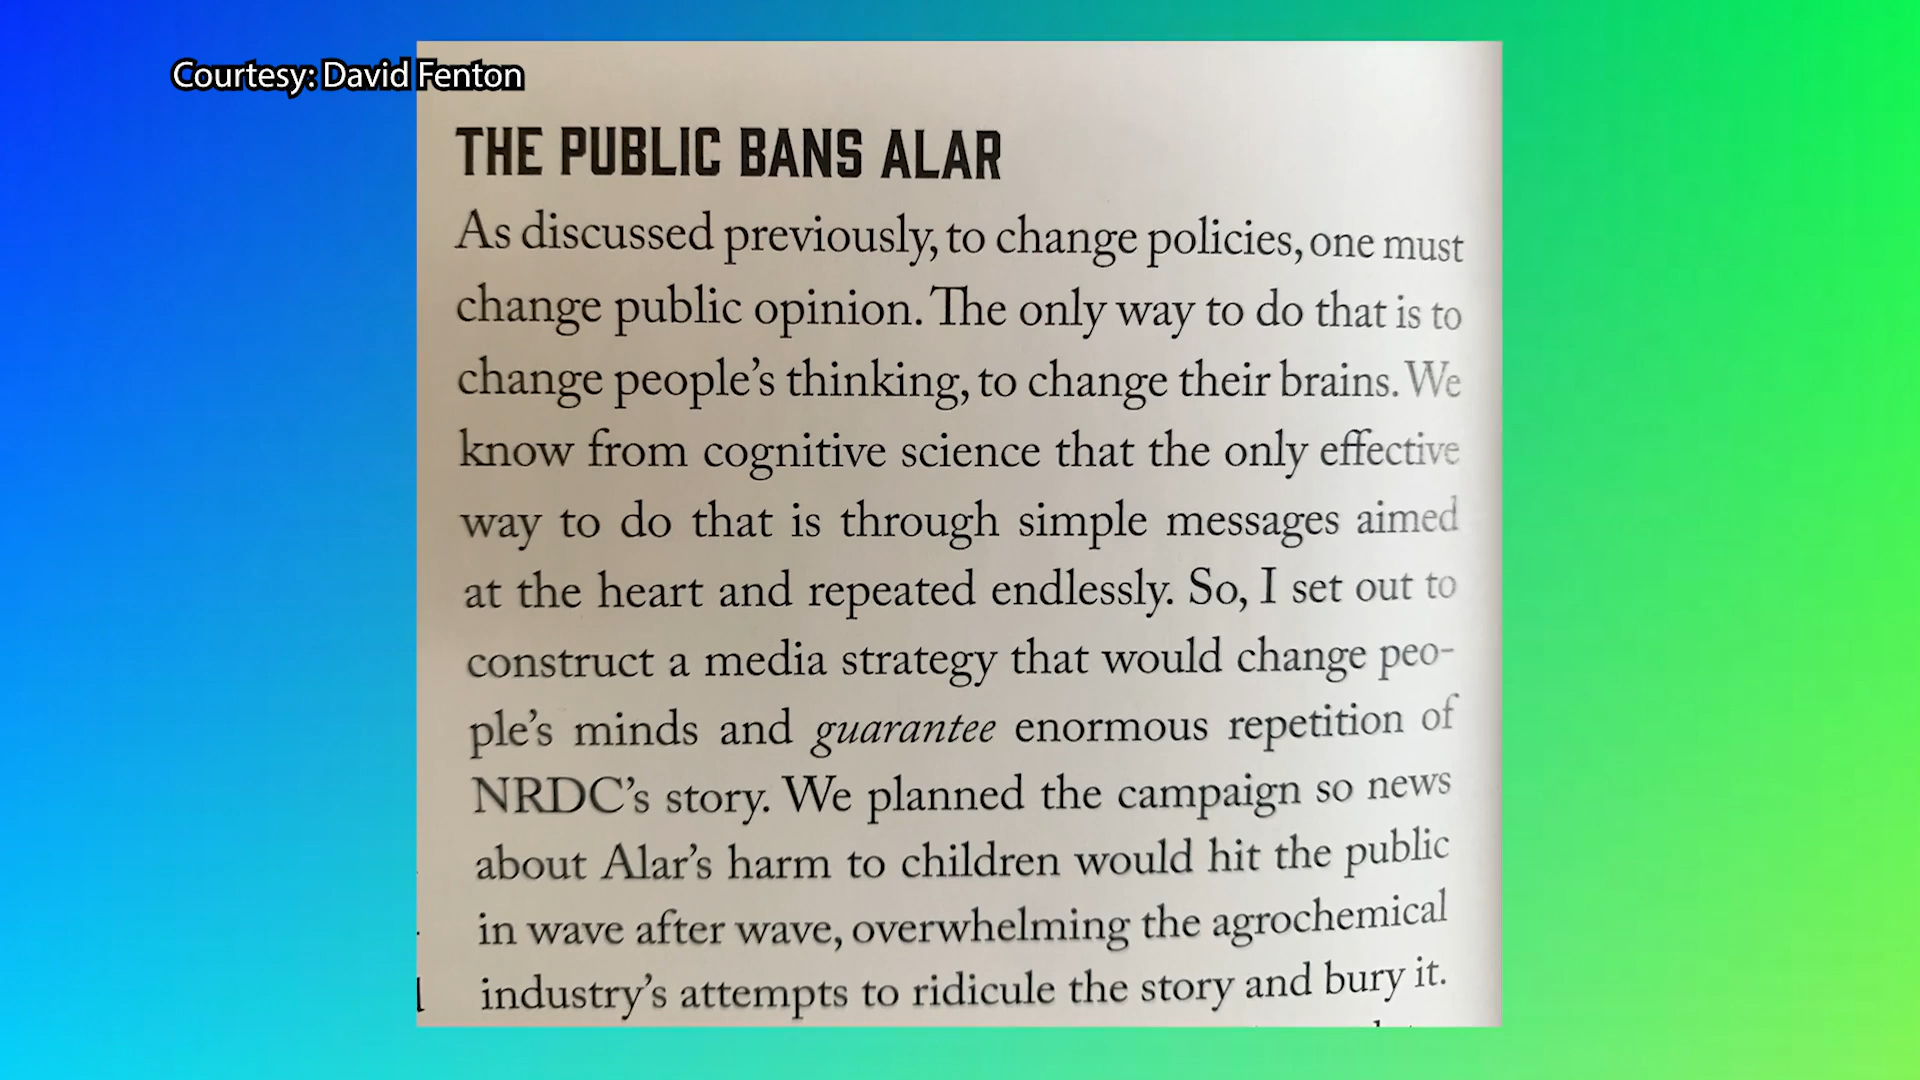 Courtesy: David Fenton
THE PUBLIC BANS ALAR
As discussed previously, to change policies, one must
change public opinion. The only way to do that is to
change people’s thinking, to change their brains. We
know from cognitive science that the only effective
way to do that is through simple messages aimed
at the heart and repeated endlessly. So, I set out to
construct a media strategy that would change peo-
ple’s minds and guarantee enormous repetition of
NRDC’s story. We planned the campaign so news
about Alar’s harm to children would hit the public
in wave after wave, overwhelming the agrochemical
industry’s attempts to ridicule the story and bury it.